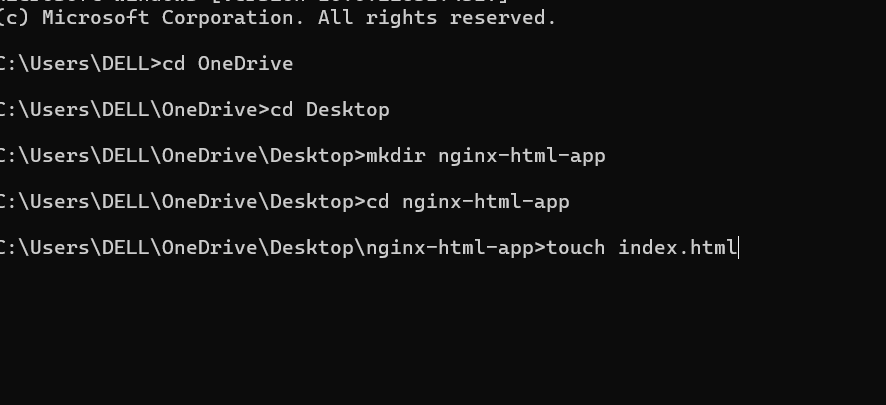 (c) Microsoft Corporation. All rights reserved.
C:\Users\DELL>cd OneDrive
C:\Users\DELL\OneDrive>cd Desktop
C:\Users\DELL\OneDrive\Desktop>mkdir nginx-html-app
C:\Users\DELL\OneDrive\Desktop>cd nginx-html-app
C:\Users\DELL\OneDrive\Desktop\nginx-html-app>touch index.html